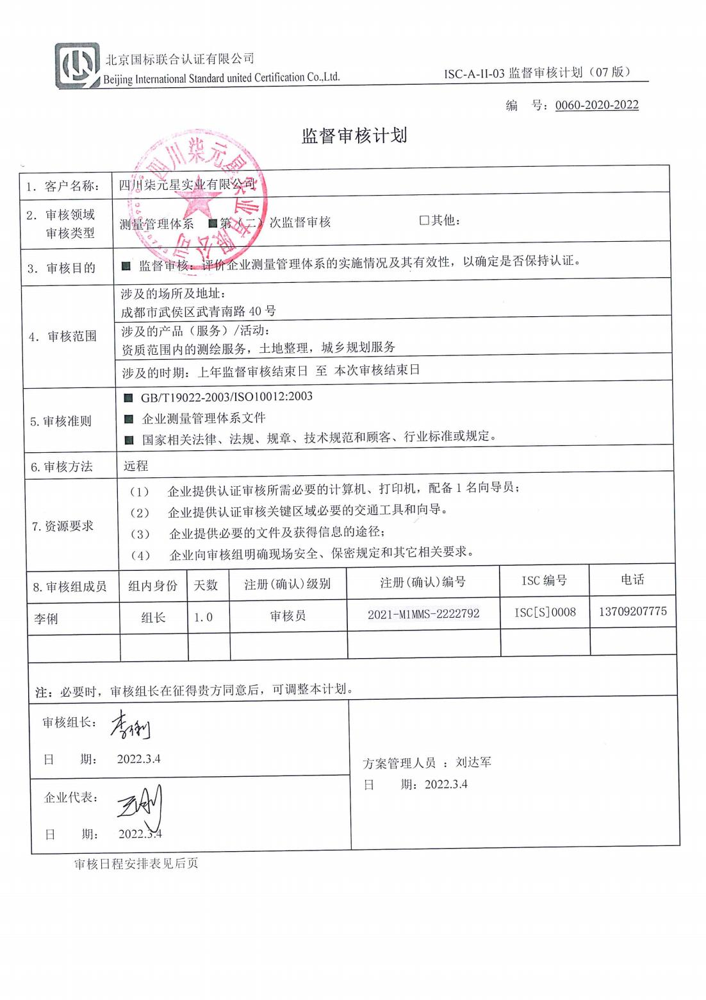 北京国标联合认证有限公司
Beijing International Standard united Certification Co.,Ltd.
ISC-A-II-03 监督审核计划（07 版）
编 号：0060-2020-2022
监督审核计划
1. 客户名称： 四川柒元星实业有限公司
2. 审核领域
审核类型
测量管理体系 ■第（二）次监督审核 □其他：
3. 审核目的 ■ 监督审核：评价企业测量管理体系的实施情况及其有效性，以确定是否保持认证。
4. 审核范围
涉及的场所及地址：
成都市武侯区武青南路 40 号
涉及的产品（服务）/活动：
资质范围内的测绘服务，土地整理，城乡规划服务
涉及的时期：上年监督审核结束日 至 本次审核结束日
5.审核准则
■ GB/T19022-2003/ISO10012:2003
■ 企业测量管理体系文件
■ 国家相关法律、法规、规章、技术规范和顾客、行业标准或规定。
6.审核方法 远程
7.资源要求
（1） 企业提供认证审核所需必要的计算机、打印机，配备 1 名向导员；
（2） 企业提供认证审核关键区域必要的交通工具和向导。
（3） 企业提供必要的文件及获得信息的途径；
（4） 企业向审核组明确现场安全、保密规定和其它相关要求。
8.审核组成员 组内身份 天数 注册(确认)级别 注册(确认)编号 ISC 编号 电话
李俐 组长 1.0 审核员 2021-M1MMS-2222792 ISC[S]0008 13709207775
注：必要时，审核组长在征得贵方同意后，可调整本计划。
审核组长： 李俐
日 期： 2022.3.4
企业代表：
日 期： 2022.3.4
方案管理人员 ：刘达军
日 期：2022.3.4
审核日程安排表见后页
四川柒元星实业有限公司